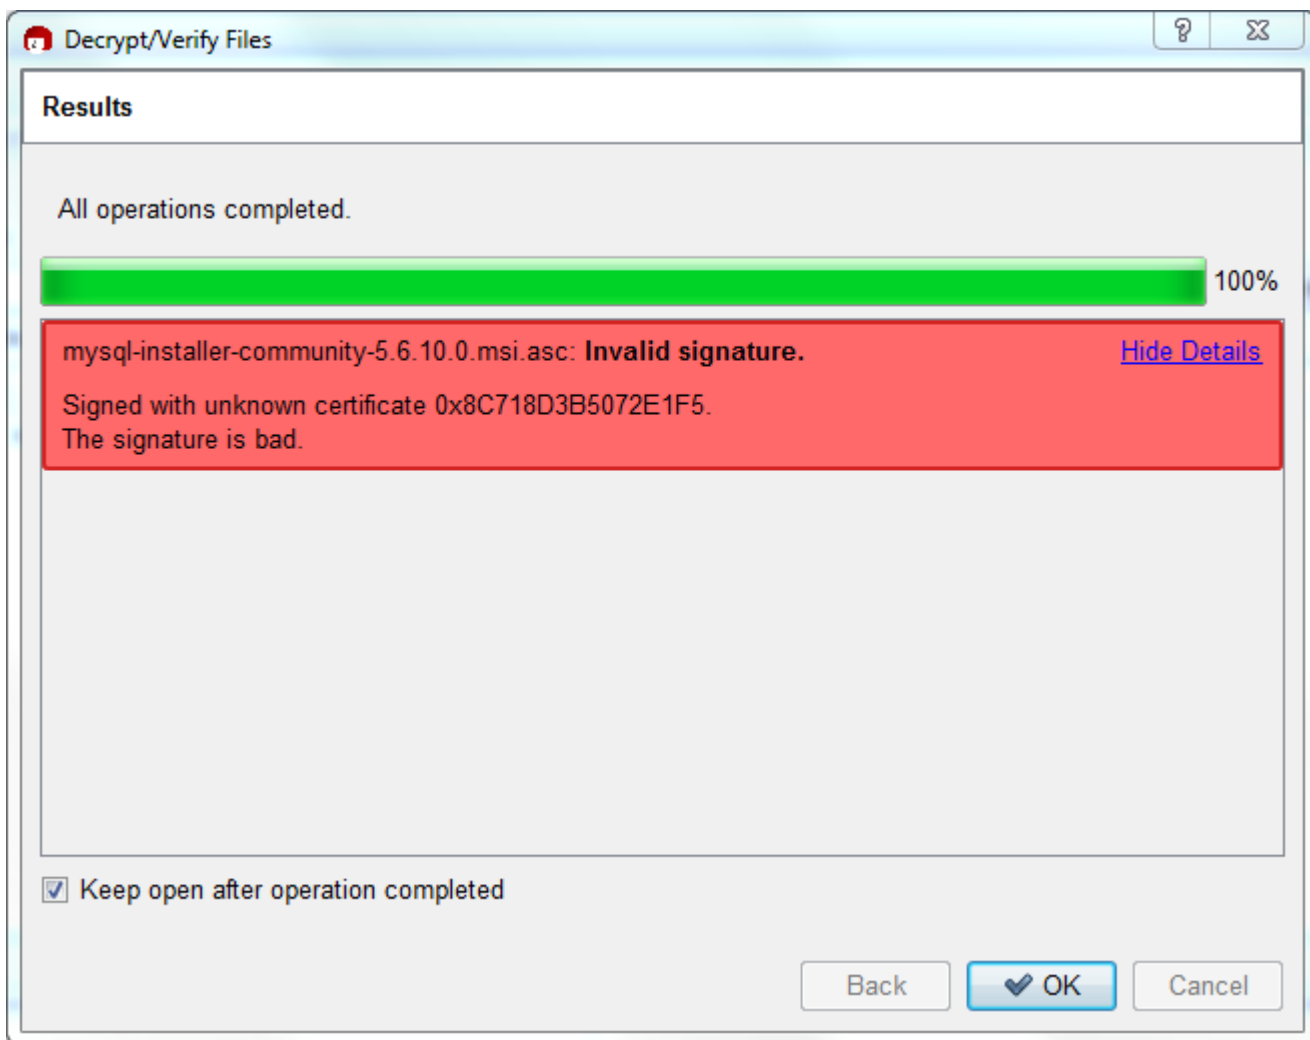 Decrypt/Verify Files
Results
All operations completed.
100%
mysql-installer-community-5.6.10.0.msi.asc: Invalid signature. Hide Details
Signed with unknown certificate 0x8C718D3B5072E1F5.
The signature is bad.
Keep open after operation completed
Back OK Cancel